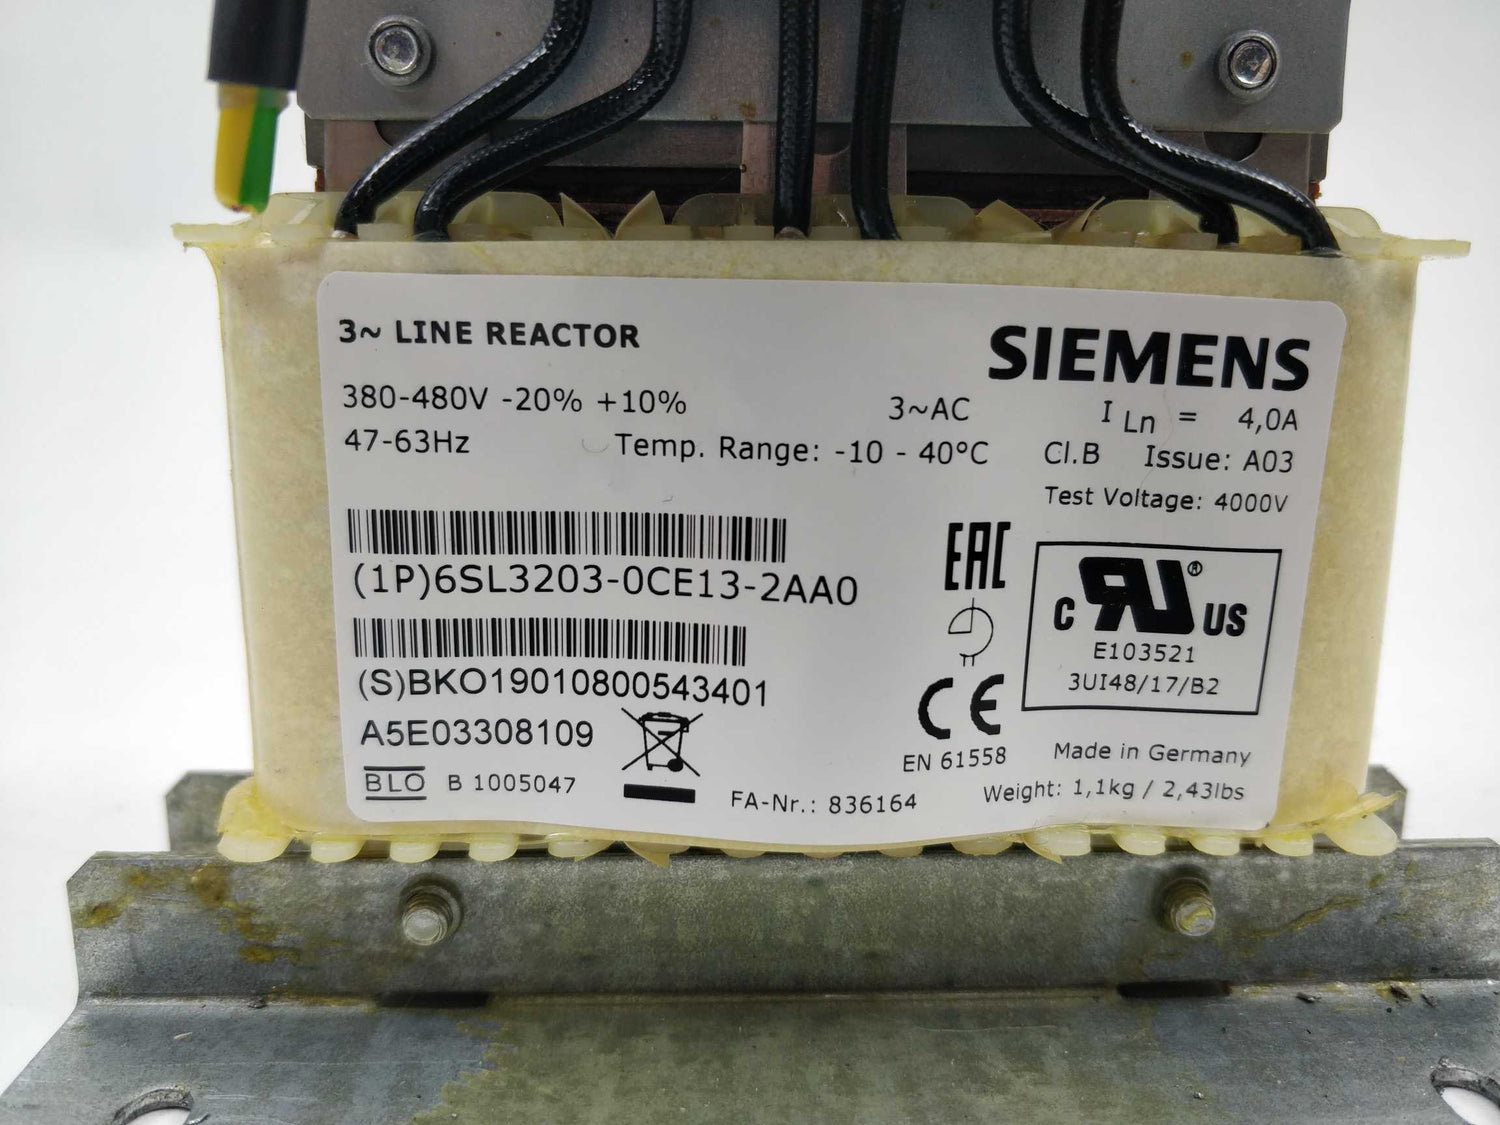 3~ LINE REACTOR
SIEMENS
380-480V -20% +10%
3~AC
I Ln = 4,0A
47-63Hz
Temp. Range: -10 - 40°C
Cl.B
Issue: A03
Test Voltage: 4000V
(1P)6SL3203-0CE13-2AA0
EAC
c RU ® US
E103521
3UI48/17/B2
(S)BKO19010800543401
CE
A5E03308109
EN 61558
Made in Germany
BLO B 1005047
FA-Nr.: 836164
Weight: 1,1kg / 2,43lbs